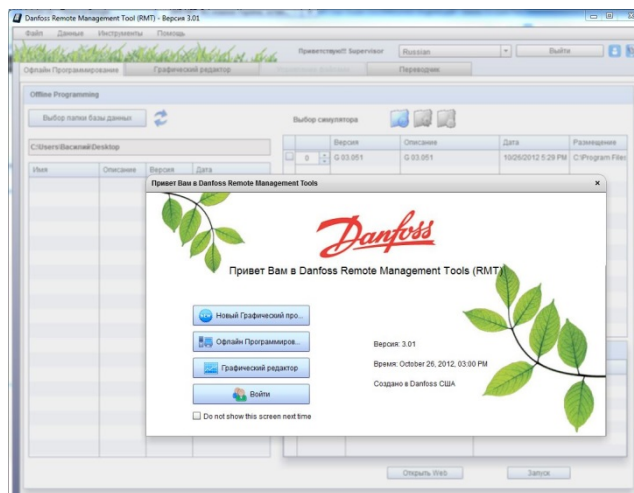 Danfoss Remote Management Tool (RMT) - Версия 3.01
Файл Данные Инструменты Помощь
Приветствую!!! Supervisor Russian Выйти
Офлайн Программирование Графический редактор Переводчик
Offline Programming
Выбор папки базы данных Выбор симулятора
C:\Users\Василий\Desktop
Версия Описание Дата Размещение
0 G 03.051 G 03.051 10/26/2012 5:29 PM C:\Program Files
Имя Описание Версия Дата
Привет Вам в Danfoss Remote Management Tools x
Danfoss
Привет Вам в Danfoss Remote Management Tools (RMT)
Новый Графический про...
Офлайн Программиров...
Графический редактор
Войти
Do not show this screen next time
Версия: 3.01
Время: October 26, 2012, 03:00 PM
Создано в Danfoss США
Открыть Web Запуск